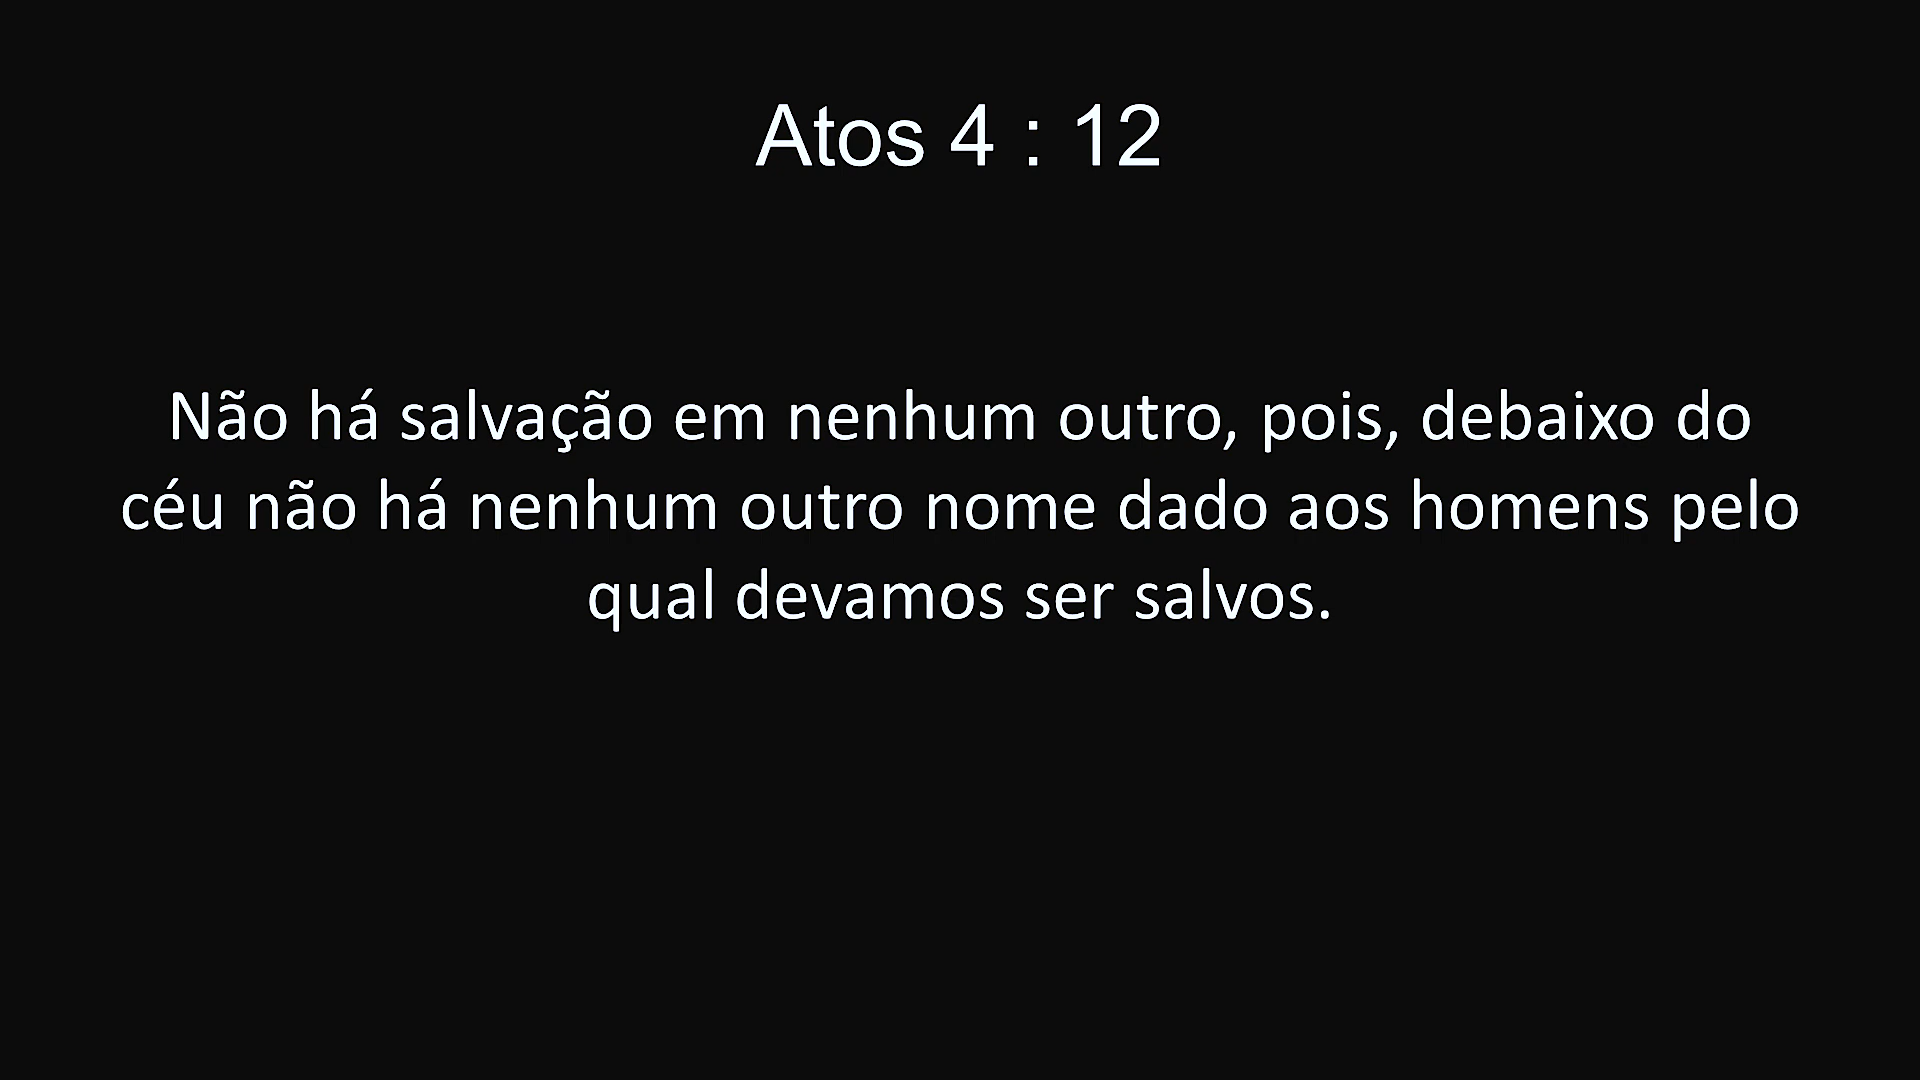 Atos 4 : 12
Não há salvação em nenhum outro, pois, debaixo do
céu não há nenhum outro nome dado aos homens pelo
qual devamos ser salvos.